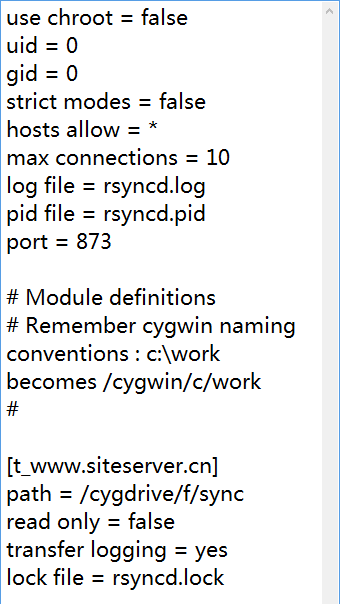 use chroot = false
uid = 0
gid = 0
strict modes = false
hosts allow = *
max connections = 10
log file = rsyncd.log
pid file = rsyncd.pid
port = 873
# Module definitions
# Remember cygwin naming
conventions : c:\work
becomes /cygwin/c/work
#
[t_www.siteserver.cn]
path = /cygdrive/f/sync
read only = false
transfer logging = yes
lock file = rsyncd.lock